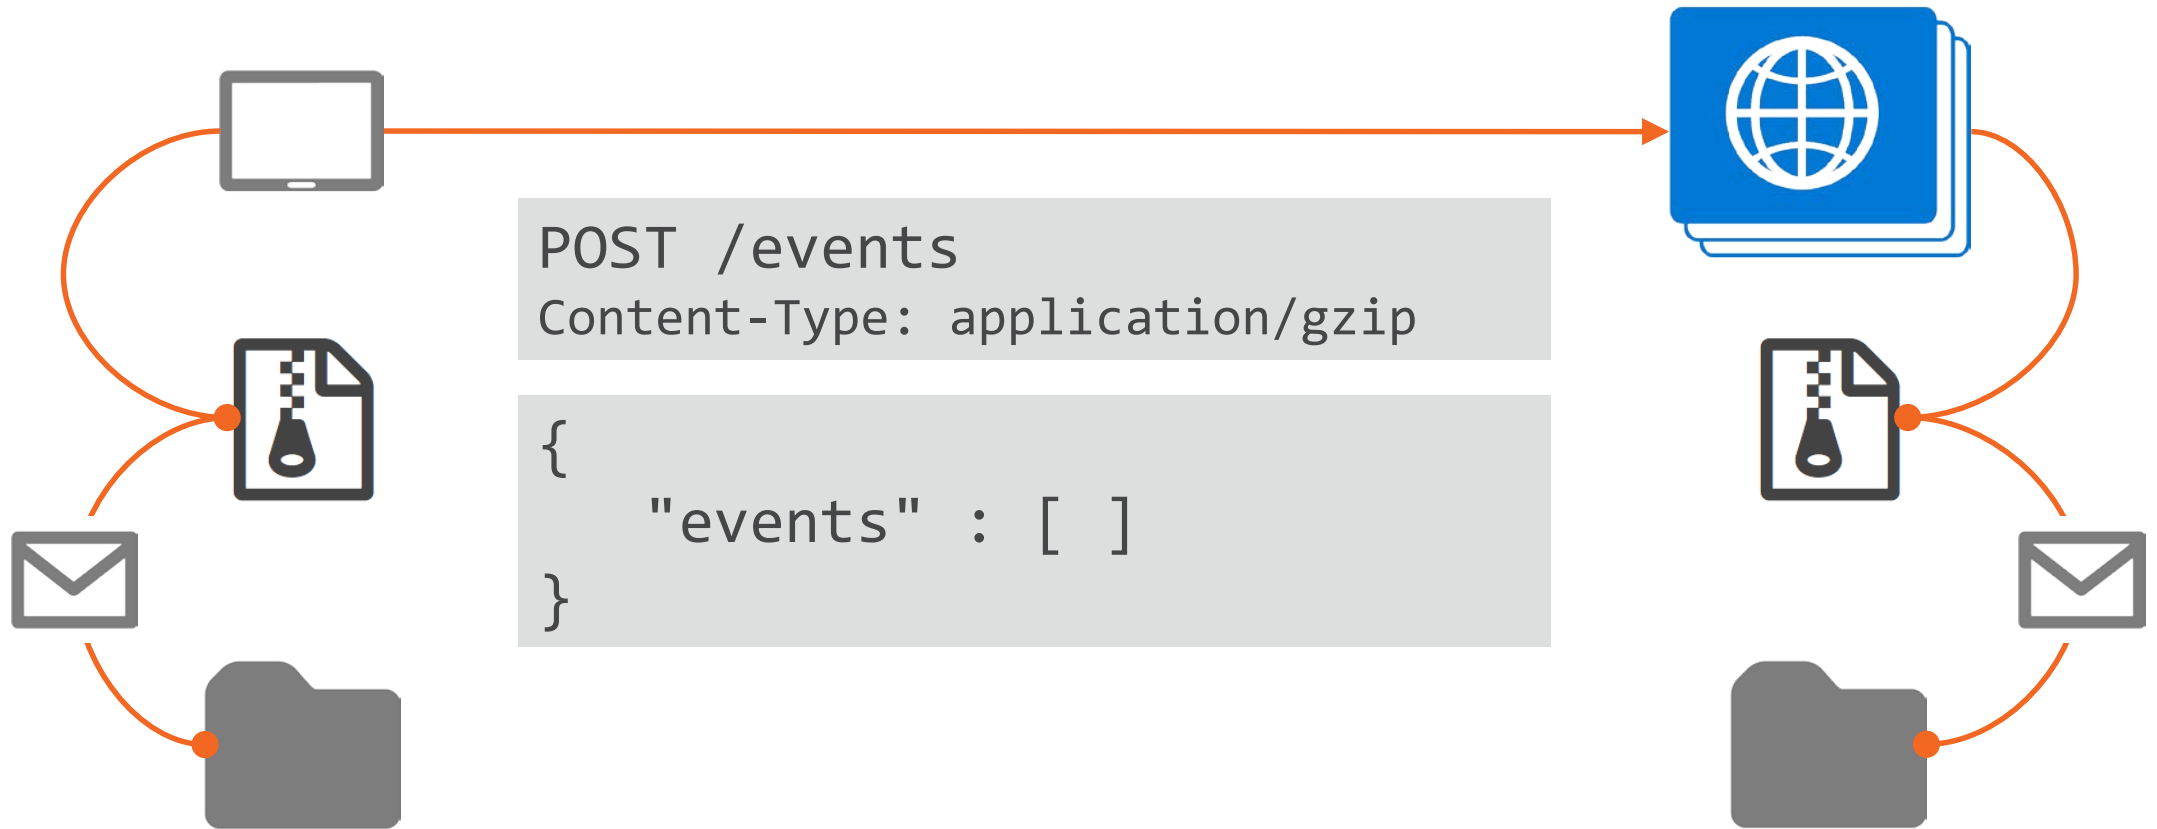 POST /events
Content-Type: application/gzip
{
"events" : [ ]
}